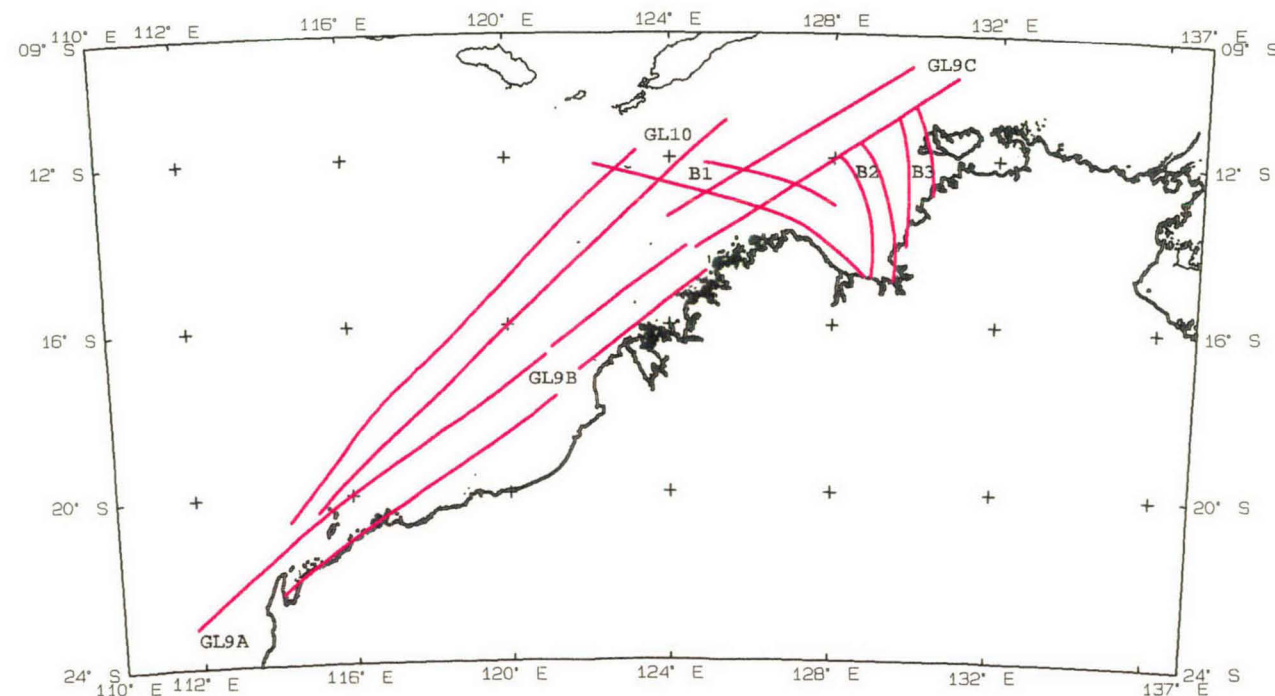 110° E
112° E
116° E
120° E
124° E
128° E
132° E
137° E
09° S
09° S
GL9C
GL10
B1
B2
B3
12° S
12° S
16° S
16° S
GL9B
20° S
20° S
GL9A
24° S
24° S
110° E
112° E
116° E
120° E
124° E
128° E
132° E
137° E